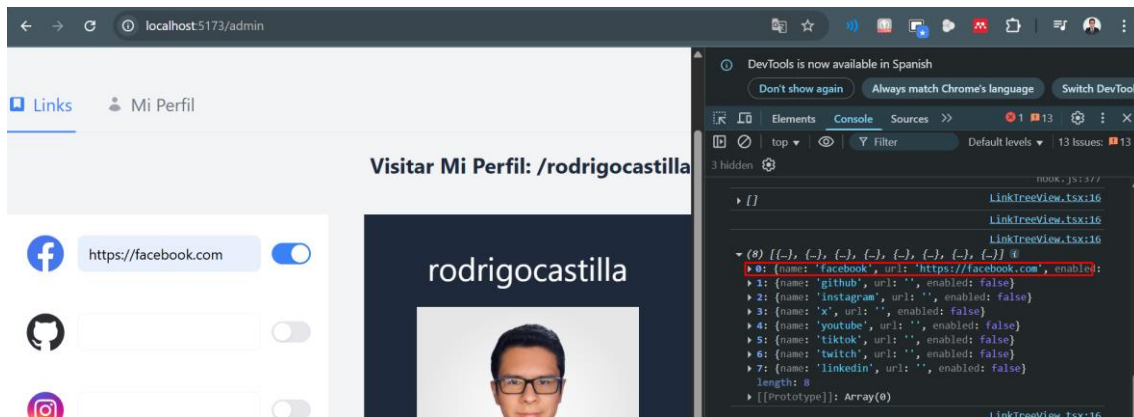 localhost:5173/admin
Links
Mi Perfil
Visitar Mi Perfil: /rodrigocastilla
https://facebook.com
rodrigocastilla
DevTools is now available in Spanish
Don't show again
Always match Chrome's language
Switch DevTool
Elements Console Sources 1 13
top Filter Default levels 13 Issues: 13
3 hidden
hook.js:377
[] LinkTreeView.tsx:16
LinkTreeView.tsx:16
LinkTreeView.tsx:16
(8) [{…}, {…}, {…}, {…}, {…}, {…}, {…}, {…}]
0: {name: 'facebook', url: 'https://facebook.com', enabled:
1: {name: 'github', url: '', enabled: false}
2: {name: 'instagram', url: '', enabled: false}
3: {name: 'x', url: '', enabled: false}
4: {name: 'youtube', url: '', enabled: false}
5: {name: 'tiktok', url: '', enabled: false}
6: {name: 'twitch', url: '', enabled: false}
7: {name: 'linkedin', url: '', enabled: false}
length: 8
[[Prototype]]: Array(0)
LinkTreeView.tsx:16